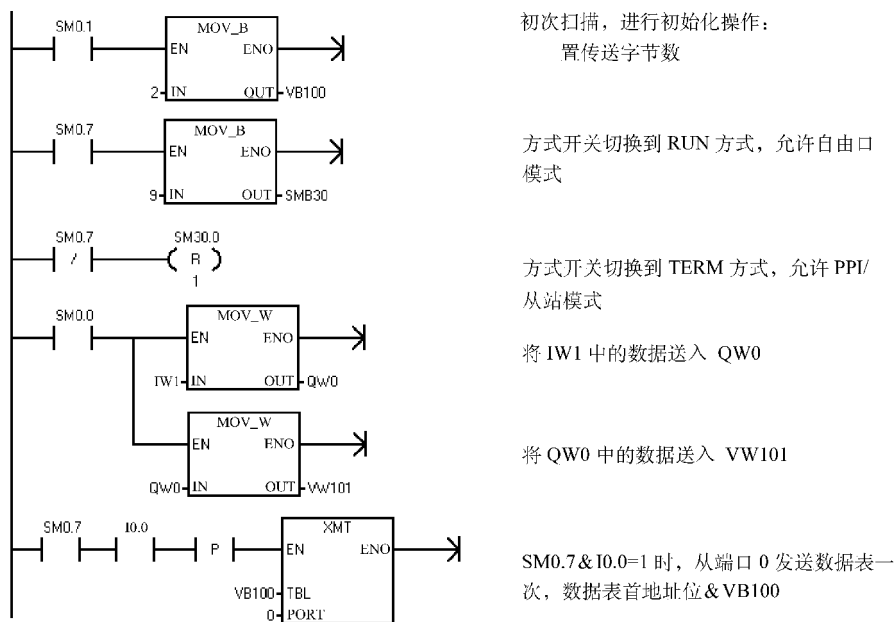 SM0.1
MOV_B
EN
ENO
2
IN
OUT
VB100
初次扫描，进行初始化操作：
置传送字节数
SM0.7
MOV_B
EN
ENO
9
IN
OUT
SMB30
方式开关切换到 RUN 方式，允许自由口
模式
SM0.7
/
SM30.0
( R )
1
方式开关切换到 TERM 方式，允许 PPI/
从站模式
SM0.0
MOV_W
EN
ENO
IW1
IN
OUT
QW0
将 IW1 中的数据送入 QW0
MOV_W
EN
ENO
QW0
IN
OUT
VW101
将 QW0 中的数据送入 VW101
SM0.7
I0.0
P
XMT
EN
ENO
VB100
TBL
0
PORT
SM0.7&I0.0=1 时，从端口 0 发送数据表一
次，数据表首地址位&VB100